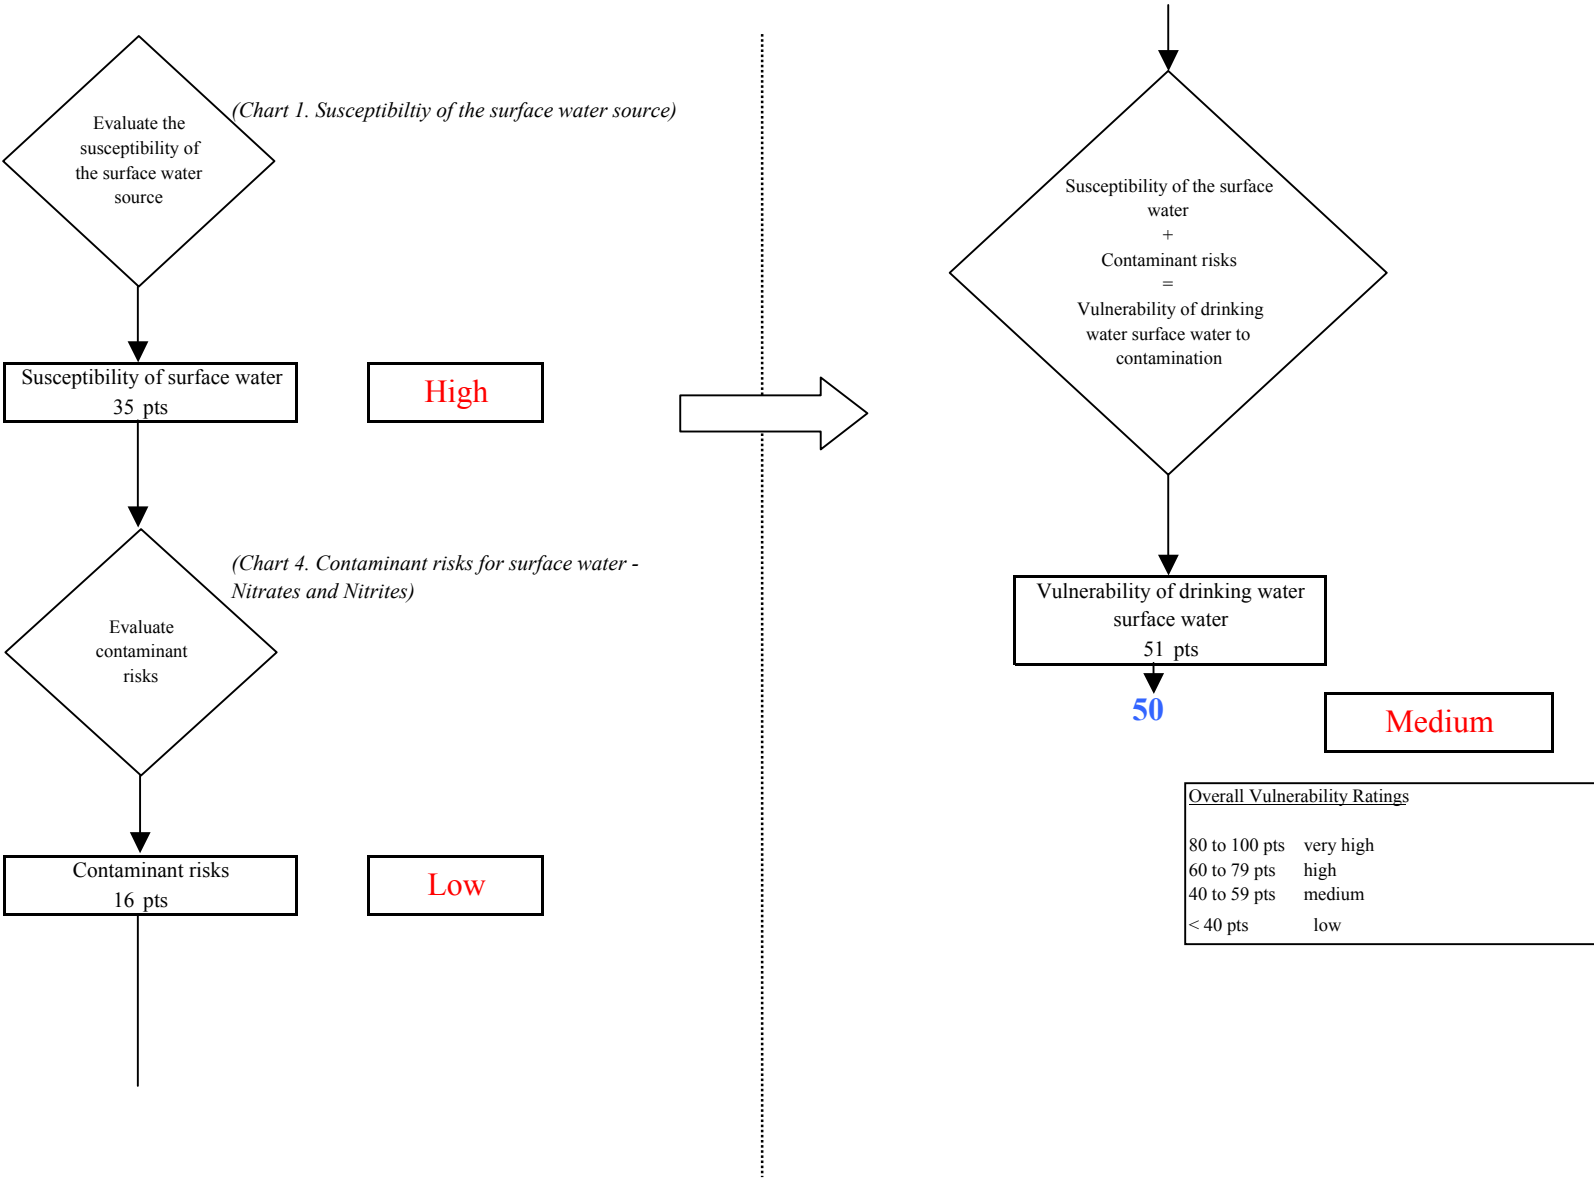 Evaluate the
susceptibility of
the surface water
source
(Chart 1. Susceptibiltiy of the surface water source)
Susceptibility of surface water
35 pts
High
(Chart 4. Contaminant risks for surface water -
Nitrates and Nitrites)
Evaluate
contaminant
risks
Contaminant risks
16 pts
Low
Susceptibility of the surface
water
+
Contaminant risks
=
Vulnerability of drinking
water surface water to
contamination
Vulnerability of drinking water
surface water
51 pts
50
Medium
Overall Vulnerability Ratings
80 to 100 pts very high
60 to 79 pts high
40 to 59 pts medium
< 40 pts low